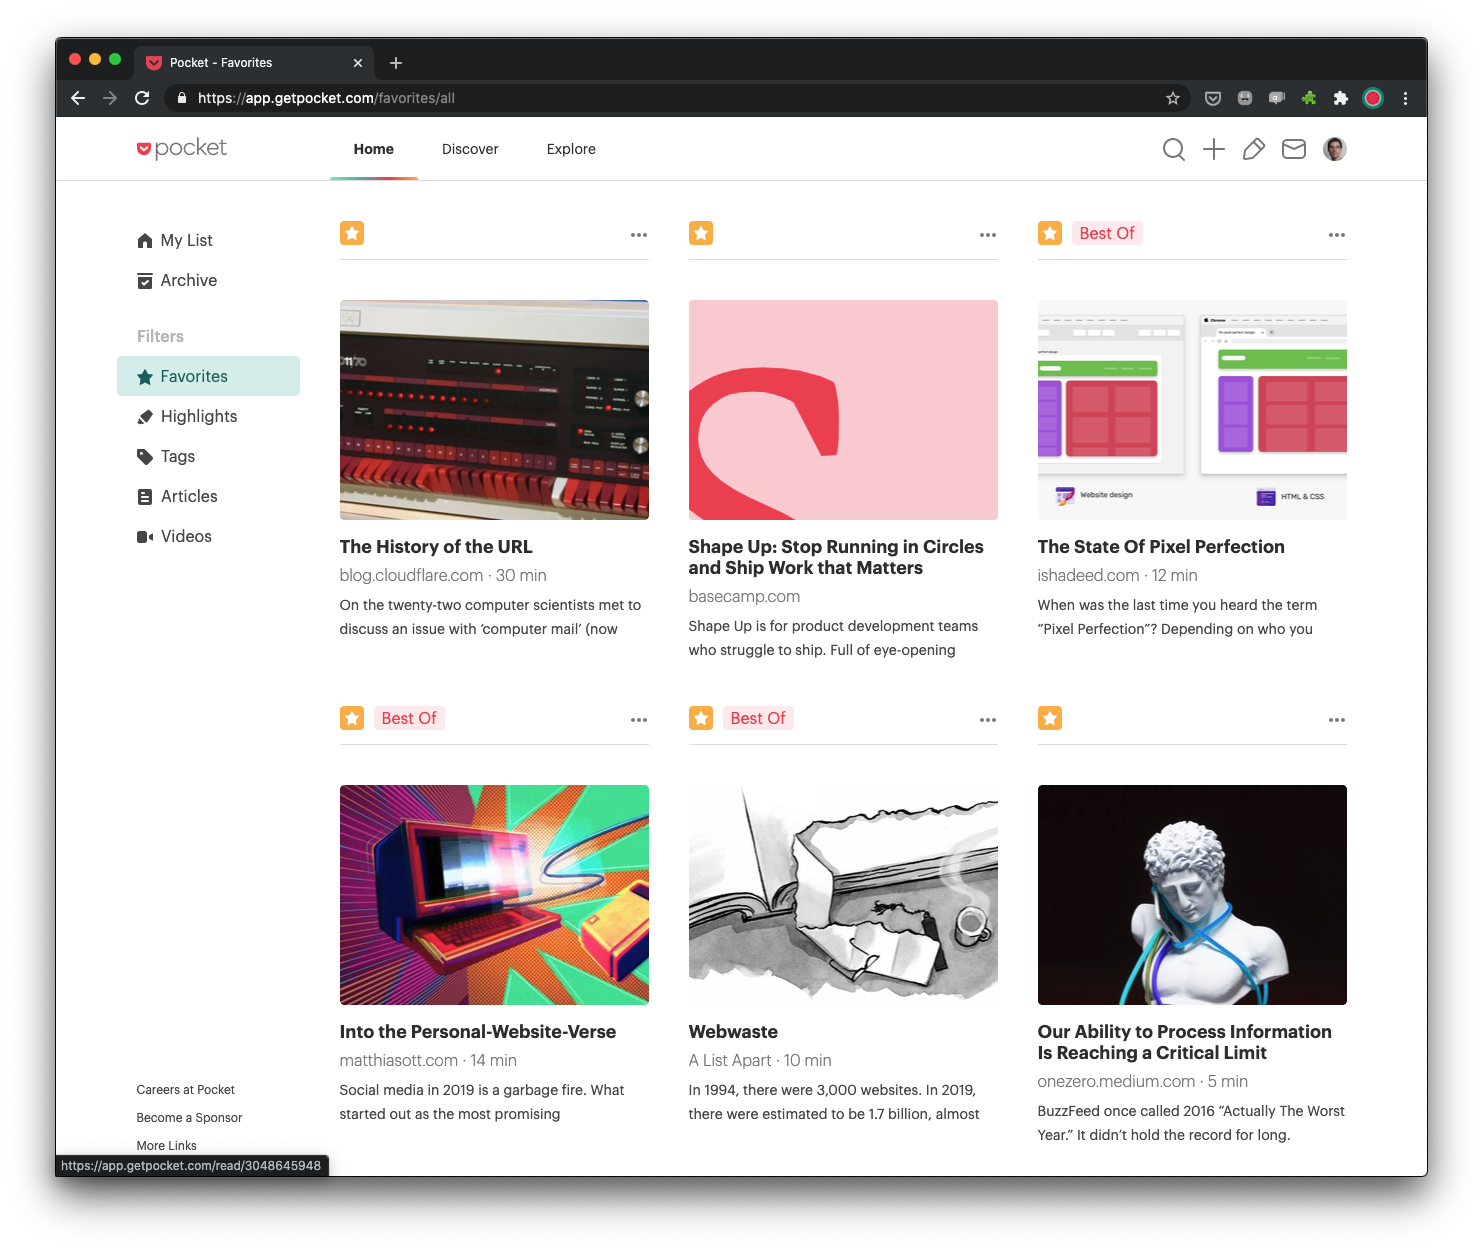 Pocket - Favorites
https://app.getpocket.com/favorites/all
pocket
Home
Discover
Explore
My List
Archive
Filters
Favorites
Highlights
Tags
Articles
Videos
Best Of
11/70
Chrome
Website design
HTML & CSS
The History of the URL
blog.cloudflare.com · 30 min
On the twenty-two computer scientists met to
discuss an issue with ‘computer mail’ (now
Shape Up: Stop Running in Circles
and Ship Work that Matters
basecamp.com
Shape Up is for product development teams
who struggle to ship. Full of eye-opening
The State Of Pixel Perfection
ishadeed.com · 12 min
When was the last time you heard the term
“Pixel Perfection”? Depending on who you
Best Of
Best Of
Into the Personal-Website-Verse
matthiasott.com · 14 min
Social media in 2019 is a garbage fire. What
started out as the most promising
Webwaste
A List Apart · 10 min
In 1994, there were 3,000 websites. In 2019,
there were estimated to be 1.7 billion, almost
Our Ability to Process Information
Is Reaching a Critical Limit
onezero.medium.com · 5 min
BuzzFeed once called 2016 “Actually The Worst
Year.” It didn’t hold the record for long.
Careers at Pocket
Become a Sponsor
More Links
https://app.getpocket.com/read/3048645948